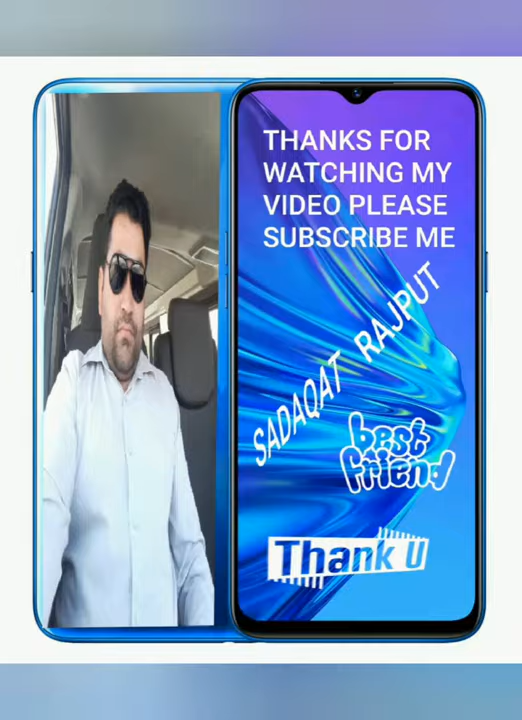 THANKS FOR
WATCHING MY
VIDEO PLEASE
SUBSCRIBE ME
SADAQAT RAJPUT
best
friend
Thank U